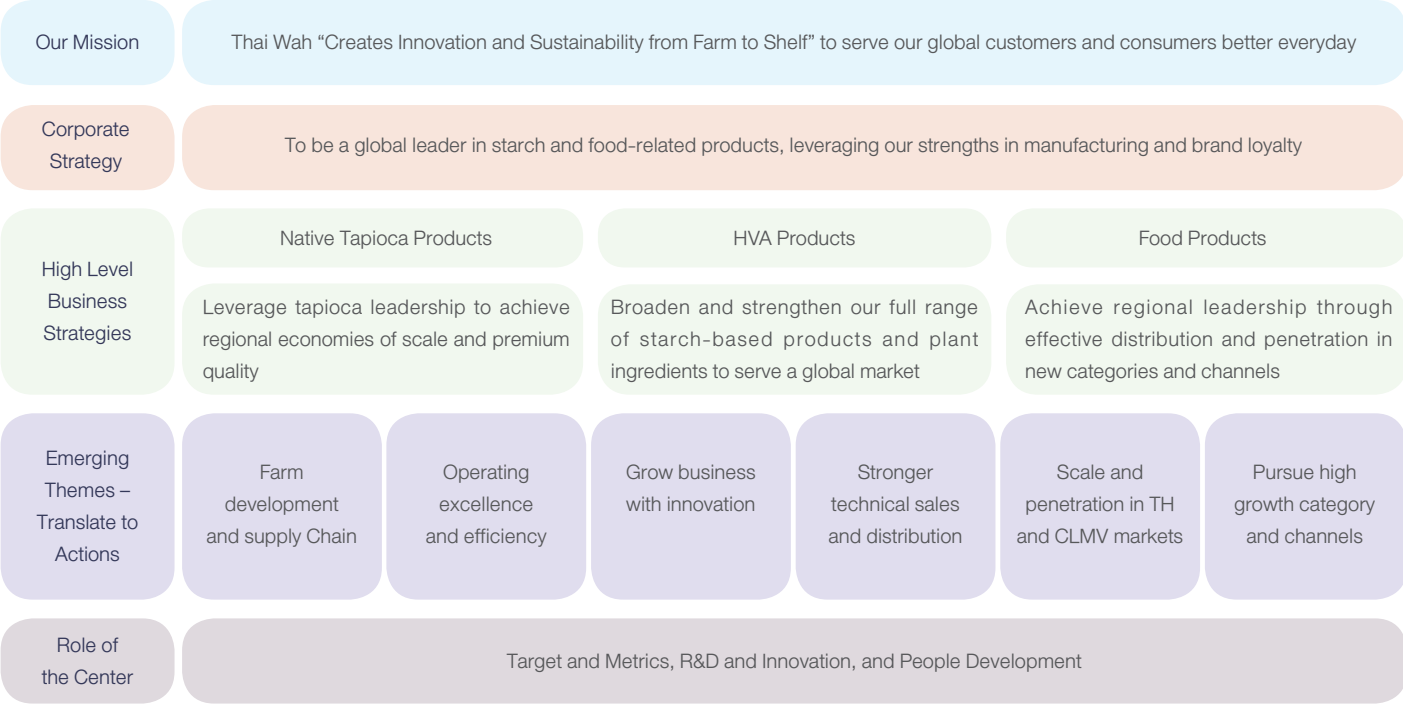 Our Mission
Thai Wah “Creates Innovation and Sustainability from Farm to Shelf” to serve our global customers and consumers better everyday
Corporate
Strategy
To be a global leader in starch and food-related products, leveraging our strengths in manufacturing and brand loyalty
High Level
Business
Strategies
Native Tapioca Products
Leverage tapioca leadership to achieve
regional economies of scale and premium
quality
HVA Products
Broaden and strengthen our full range
of starch-based products and plant
ingredients to serve a global market
Food Products
Achieve regional leadership through
effective distribution and penetration in
new categories and channels
Emerging
Themes –
Translate to
Actions
Farm
development
and supply Chain
Operating
excellence
and efficiency
Grow business
with innovation
Stronger
technical sales
and distribution
Scale and
penetration in TH
and CLMV markets
Pursue high
growth category
and channels
Role of
the Center
Target and Metrics, R&D and Innovation, and People Development